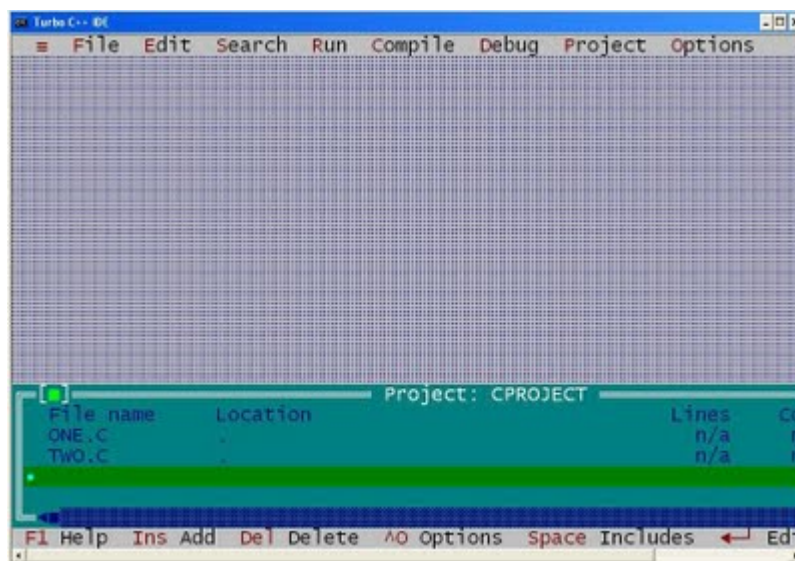 Turbo C++ IDE
≡ File Edit Search Run Compile Debug Project Options
Project: CPROJECT
File name Location Lines
ONE.C . n/a
TWO.C . n/a
F1 Help Ins Add Del Delete ^O Options Space Includes ←┘ Edi